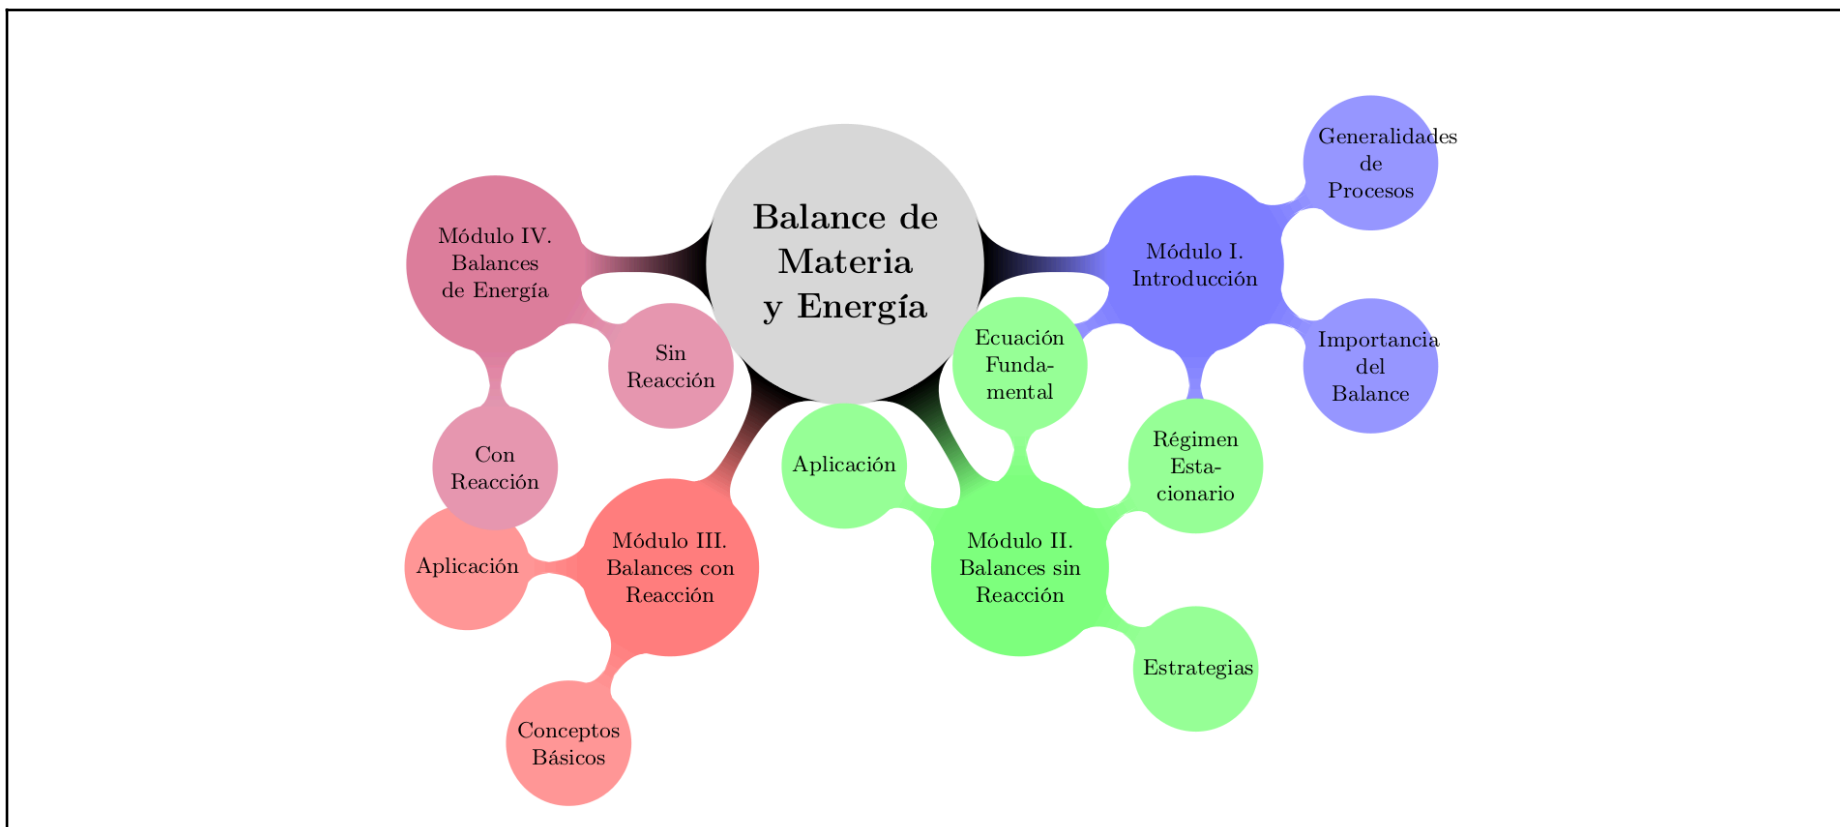 Balance de
Materia
y Energía
Módulo I.
Introducción
Generalidades
de
Procesos
Importancia
del
Balance
Módulo II.
Balances sin
Reacción
Ecuación
Funda-
mental
Régimen
Esta-
cionario
Aplicación
Estrategias
Módulo III.
Balances con
Reacción
Aplicación
Conceptos
Básicos
Módulo IV.
Balances
de Energía
Sin
Reacción
Con
Reacción